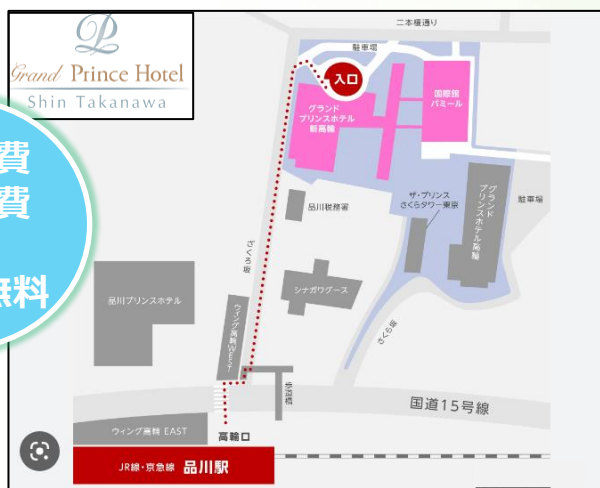 Grand Prince Hotel
Shin Takanawa
費
費
無料
二本榎通り
駐車場
入口
グランド
プリンスホテル
新高輪
国際館
パミール
品川税務署
ザ・プリンス
さくらタワー東京
グランド
プリンスホテル高輪
駐車場
ざくろ坂
品川プリンスホテル
シナガワグース
ウイング高輪WEST
さくら坂
歩道橋
国道15号線
ウィング高輪 EAST
高輪口
JR線・京急線 品川駅